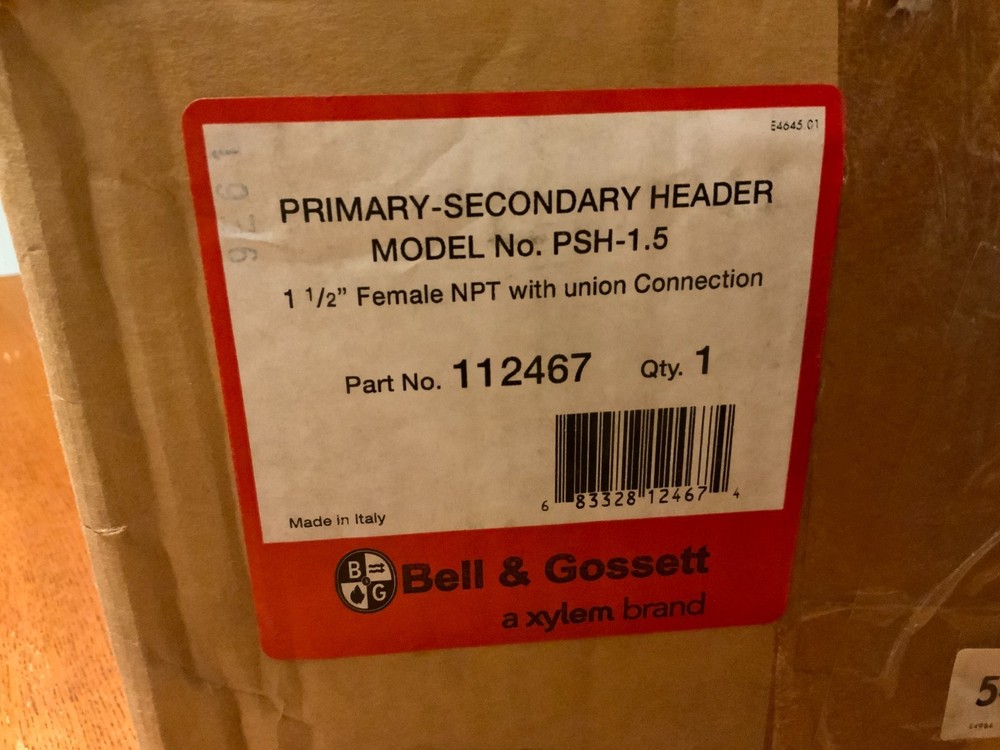 E4645.01
PRIMARY-SECONDARY HEADER
MODEL No. PSH-1.5
1 1/2” Female NPT with union Connection
Part No. 112467 Qty. 1
6 83328 12467 4
Made in Italy
B G Bell & Gossett
a xylem brand
5